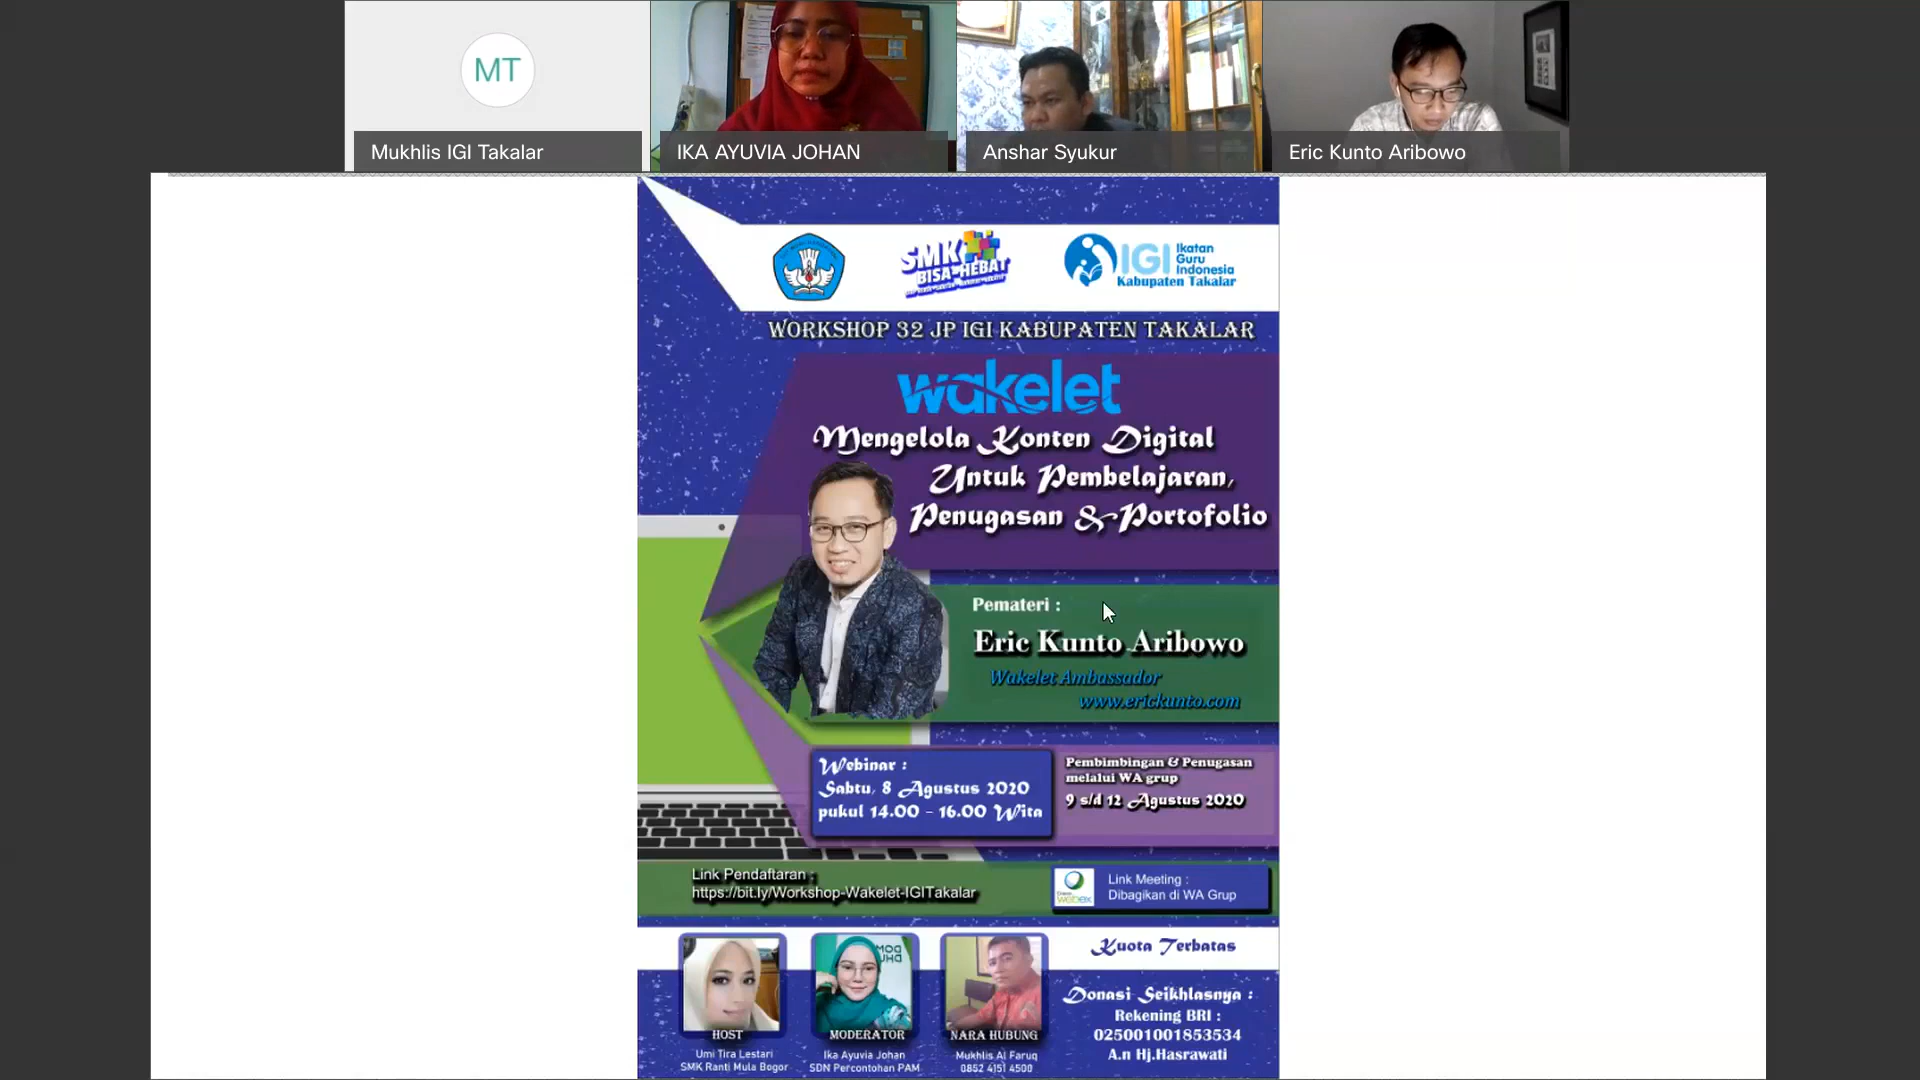 MT
Mukhlis IGI Takalar
IKA AYUVIA JOHAN
Anshar Syukur
Eric Kunto Aribowo
SMK
BISA-HEBAT
IGI
Ikatan
Guru
Indonesia
Kabupaten Takalar
WORKSHOP 32 JP IGI KABUPATEN TAKALAR
wakelet
Mengelola Konten Digital
Untuk Pembelajaran,
Penugasan & Portofolio
Pemateri :
Eric Kunto Aribowo
Wakelet Ambassador
www.erickunto.com
Webinar :
Sabtu, 8 Agustus 2020
pukul 14.00 - 16.00 Wita
Pembimbingan & Penugasan
melalui WA grup
9 s/d 12 Agustus 2020
Link Pendaftaran :
https://bit.ly/Workshop-Wakelet-IGITakalar
Cisco
webex
Link Meeting :
Dibagikan di WA Grup
HOST
Umi Tira Lestari
SMK Ranti Mula Bogor
MODERATOR
Ika Ayuvia Johan
SDN Percontohan PAM
NARA HUBUNG
Mukhlis Al Faruq
0852 4151 4500
Kuota Terbatas
Donasi Seikhlasnya :
Rekening BRI :
025001001853534
A.n Hj.Hasrawati